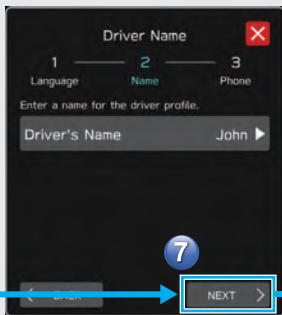 Driver Name
1 2 3
Language Name Phone
Enter a name for the driver profile.
Driver's Name John
7
BACK NEXT